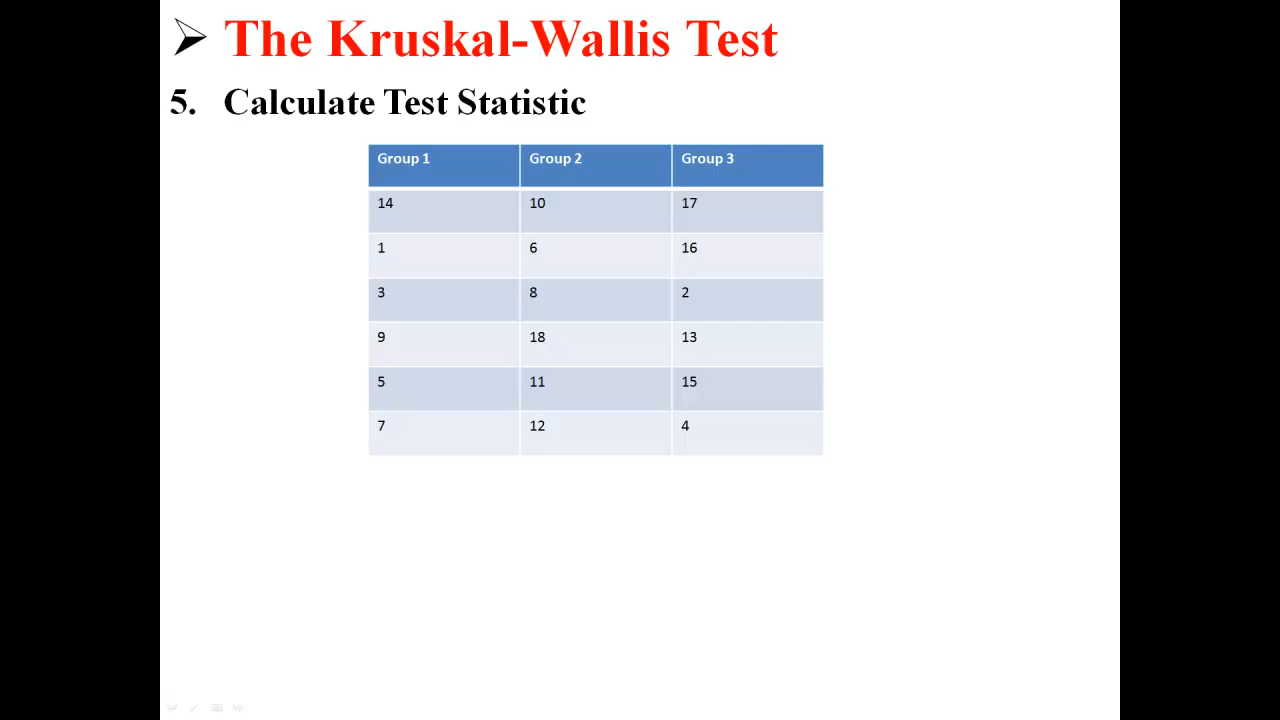 The Kruskal-Wallis Test
5. Calculate Test Statistic
Group 1 Group 2 Group 3
14 10 17
1 6 16
3 8 2
9 18 13
5 11 15
7 12 4